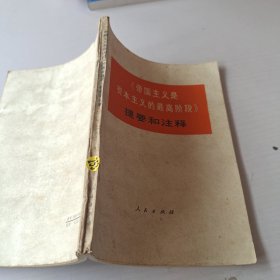 《帝国主义是
资本主义的最高阶段》
提要和注释
人民出版社